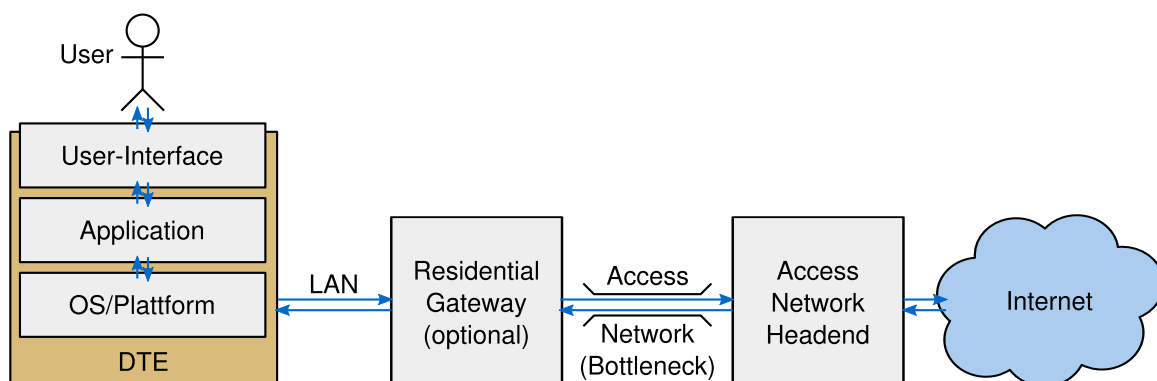 User
User-Interface
Application
OS/Plattform
DTE
LAN
Residential
Gateway
(optional)
Access
Network
(Bottleneck)
Access
Network
Headend
Internet